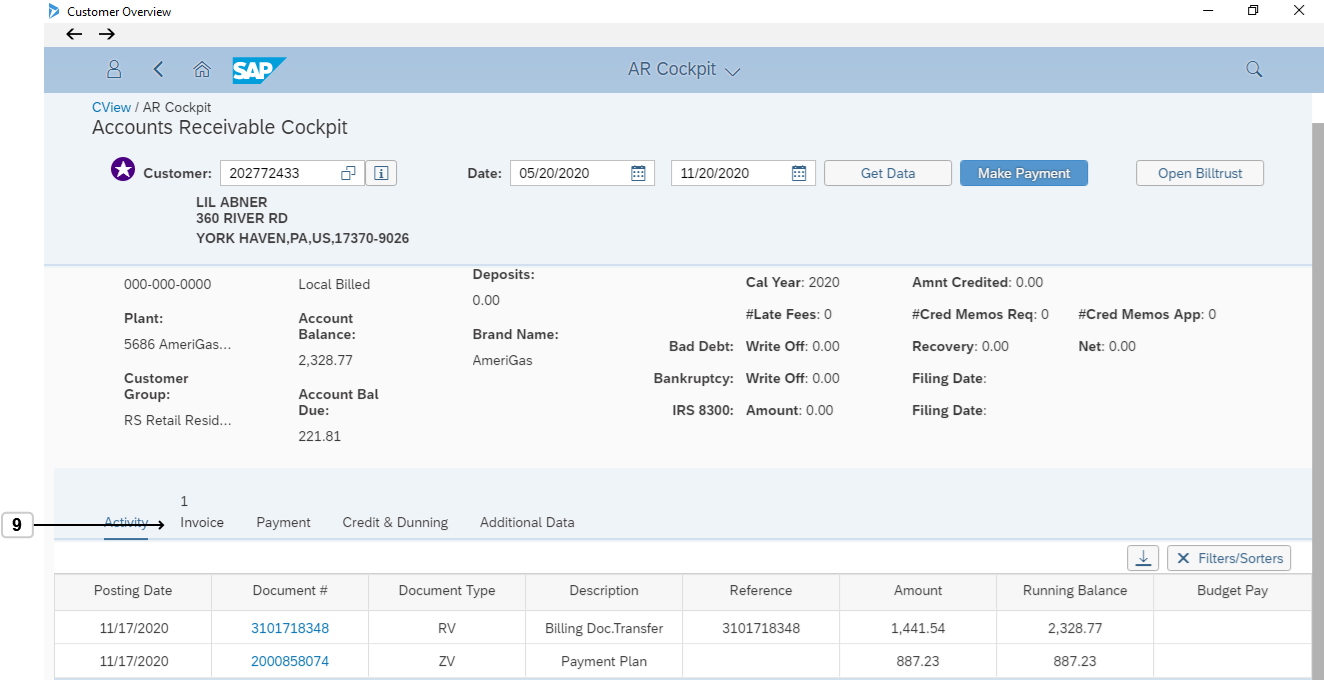 Customer Overview
SAP
AR Cockpit
CView / AR Cockpit
Accounts Receivable Cockpit
Customer: 202772433 Date: 05/20/2020 11/20/2020 Get Data Make Payment Open Billtrust
LIL ABNER
360 RIVER RD
YORK HAVEN,PA,US,17370-9026
000-000-0000
Plant:
5686 AmeriGas...
Customer
Group:
RS Retail Resid...
Local Billed
Account
Balance:
2,328.77
Account Bal
Due:
221.81
Deposits:
0.00
Brand Name:
AmeriGas
Cal Year: 2020 Amnt Credited: 0.00
#Late Fees: 0 #Cred Memos Req: 0 #Cred Memos App: 0
Bad Debt: Write Off: 0.00 Recovery: 0.00 Net: 0.00
Bankruptcy: Write Off: 0.00 Filing Date:
IRS 8300: Amount: 0.00 Filing Date:
1
9 Activity Invoice Payment Credit & Dunning Additional Data
Filters/Sorters
Posting Date Document # Document Type Description Reference Amount Running Balance Budget Pay
11/17/2020 3101718348 RV Billing Doc.Transfer 3101718348 1,441.54 2,328.77
11/17/2020 2000858074 ZV Payment Plan 887.23 887.23